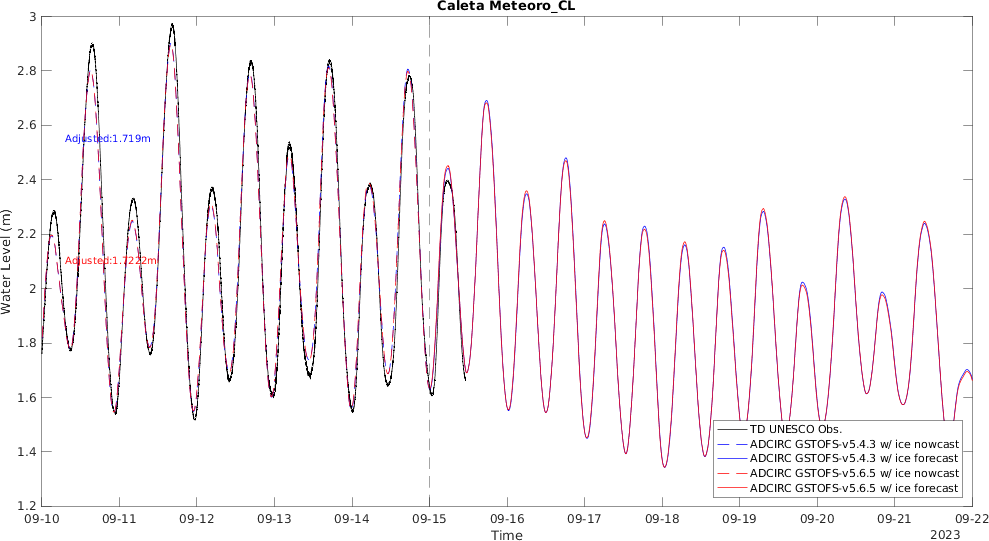 Caleta Meteoro_CL
3
2.8
2.6
2.4
2.2
2
1.8
1.6
1.4
1.2
Water Level (m)
Adjusted:1.719m
Adjusted:1.7222m
TD UNESCO Obs.
ADCIRC GSTOFS-v5.4.3 w/ ice nowcast
ADCIRC GSTOFS-v5.4.3 w/ ice forecast
ADCIRC GSTOFS-v5.6.5 w/ ice nowcast
ADCIRC GSTOFS-v5.6.5 w/ ice forecast
09-10 09-11 09-12 09-13 09-14 09-15 09-16 09-17 09-18 09-19 09-20 09-21 09-22
Time
2023